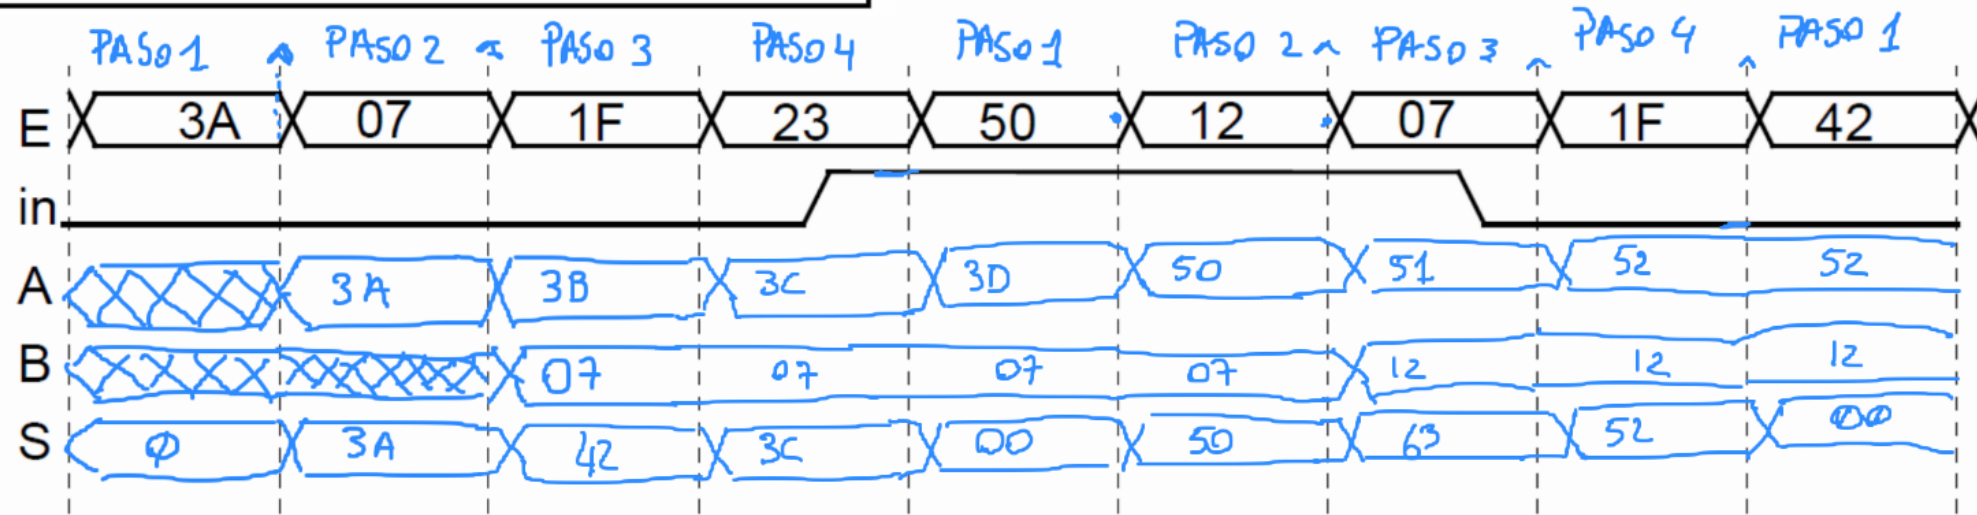 PASO 1 PASO 2 PASO 3 PASO 4 PASO 1 PASO 2 PASO 3 PASO 4 PASO 1
E 3A 07 1F 23 50 12 07 1F 42
in
A 3A 3B 3C 3D 50 51 52 52
B 07 07 07 07 12 12 12
S 0 3A 42 3C 00 50 63 52 00